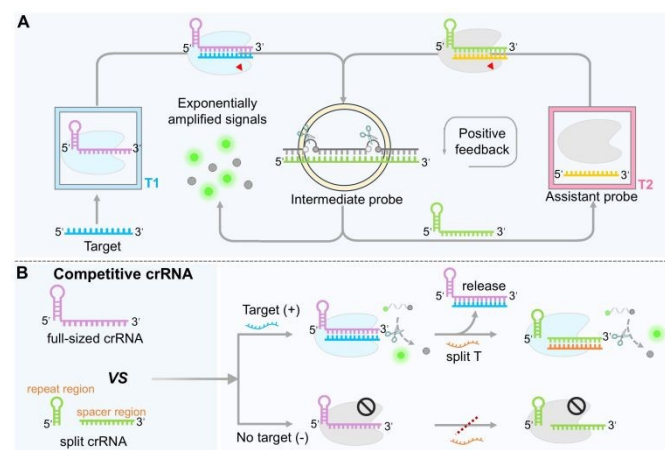 A
5' 3'
5' 3'
Exponentially
amplified signals
Positive
feedback
5' 3'
T1
Intermediate probe
5' 3'
T2
Assistant probe
5' 3'
Target
5' 3'
B
Competitive crRNA
5' 3'
full-sized crRNA
VS
repeat region
spacer region
5' 3'
split crRNA
Target (+)
5' 3'
5' 3'
release
split T
5' 3'
No target (-)
5' 3'
5' 3'